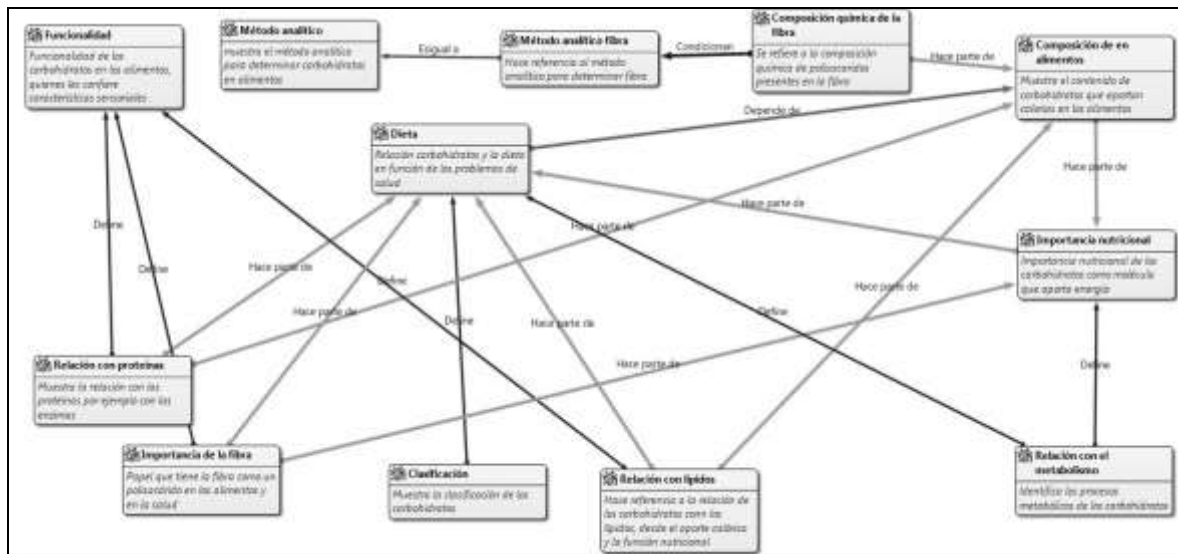 Funcionalidad
Funcionalidad de los
carbohidratos en los alimentos,
quienes les confiere
características sensoriales
Método analítico
muestra el método analítico
para determinar carbohidratos
en alimentos
Esigual a
Método analítico fibra
Hace referencia al método
analítico para determinar fibra
Condicionan
Composición química de la
fibra
Se refiere a la composición
química de polisacáridos
presentes en la fibra
Hace parte de
Composición de en
alimentos
Muestra el contenido de
carbohidratos que aportan
calorías en los alimentos
Depende de
Dieta
Relación carbohidratos y la dieta
en función de los problemas de
salud
Hace parte de
Hace parte de
Define
Hace parte de
Importancia nutricional
Importancia nutricional de los
carbohidratos como molécula
que aporta energía
Hace parte de
Define
Define
Hace parte de
Define
Hace parte de
Define
Hace parte de
Define
Relación con proteínas
Muestra la relación con las
proteínas por ejemplo con las
enzimas
Importancia de la fibra
Papel que tiene la fibra como un
polisacárido en los alimentos y
en la salud
Clasificación
Muestra la clasificación de los
carbohidratos
Relación con lípidos
Hace referencia a la relación de
los carbohidratos conn los
lípidos, desde el aporte calórico
y la función nutricional.
Relación con el
metabolismo
Identifica los procesos
metabólicos de los carbohidratos